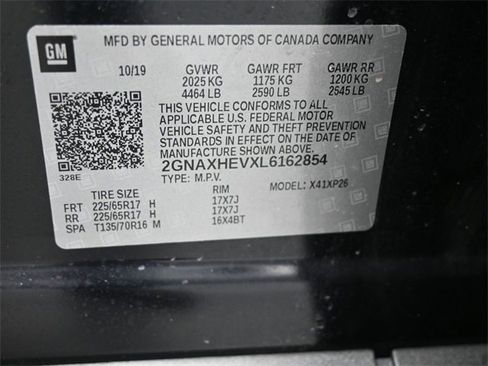 GM
MFD BY GENERAL MOTORS OF CANADA COMPANY
10/19 GVWR GAWR FRT GAWR RR
2025 KG 1175 KG 1200 KG
4464 LB 2590 LB 2645 LB
THIS VEHICLE CONFORMS TO ALL
APPLICABLE U.S. FEDERAL MOTOR
VEHICLE SAFETY AND THEFT PREVENTION
STANDARDS IN EFFECT ON THE DATE OF
MANUFACTURE SHOWN ABOVE.
328E 2GNAXHEVXL6162854
TYPE: M.P.V. MODEL: X41XP26
TIRE SIZE RIM
FRT 225/65R17 H 17X7J
RR 225/65R17 H 17X7J
SPA T135/70R16 M 16X4BT